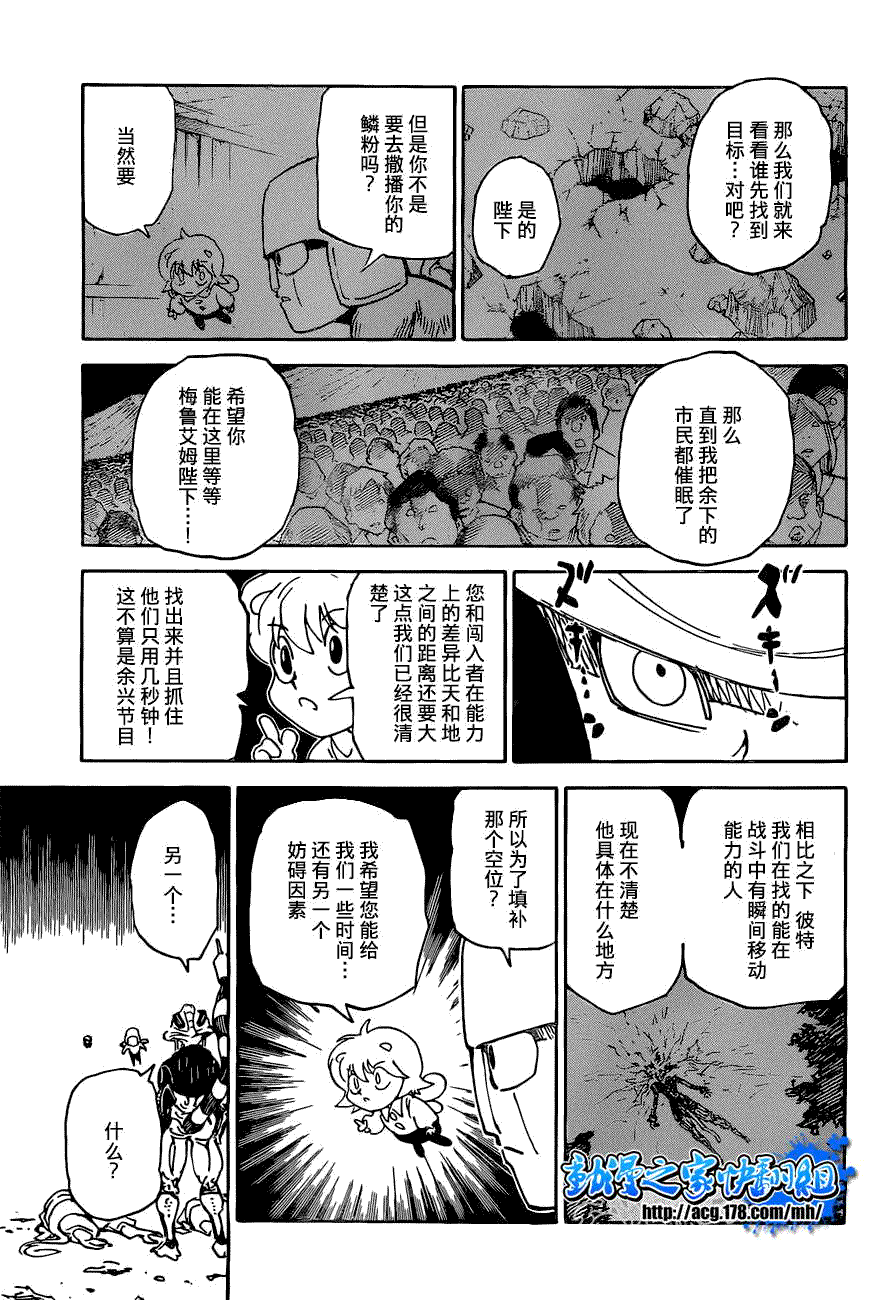 那么我们就来
看看谁先找到
目标…对吧？
是的
陛下
但是你不是
要去撒播你的
鳞粉吗？
当然要
那么
直到我把余下的
市民都催眠了
希望你
能在这里等等
梅鲁艾姆陛下…！
ズ
ズ
您和闯入者在能力
上的差异比天和地
之间的距离还要大
这点我们已经很清
楚了
找出来并且抓住
他们只用几秒钟！
这不算是余兴节目
相比之下 彼特
我们在找的能在
战斗中有瞬间移动
能力的人
现在不清楚
他具体在什么地方
所以为了填补
那个空位？
我希望您能给
我们一些时间…
还有另一个
妨碍因素
另一个…
什么？
動漫之家快翻組
http://acg.178.com/mh/